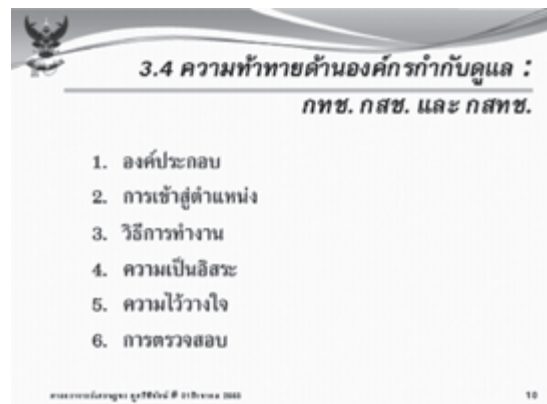 3.4 ความท้าทายด้านองค์กรกำกับดูแล :
กทช. กสช. และ กสทช.
1. องค์ประกอบ
2. การเข้าสู่ตำแหน่ง
3. วิธีการทำงาน
4. ความเป็นอิสระ
5. ความไว้วางใจ
6. การตรวจสอบ
10